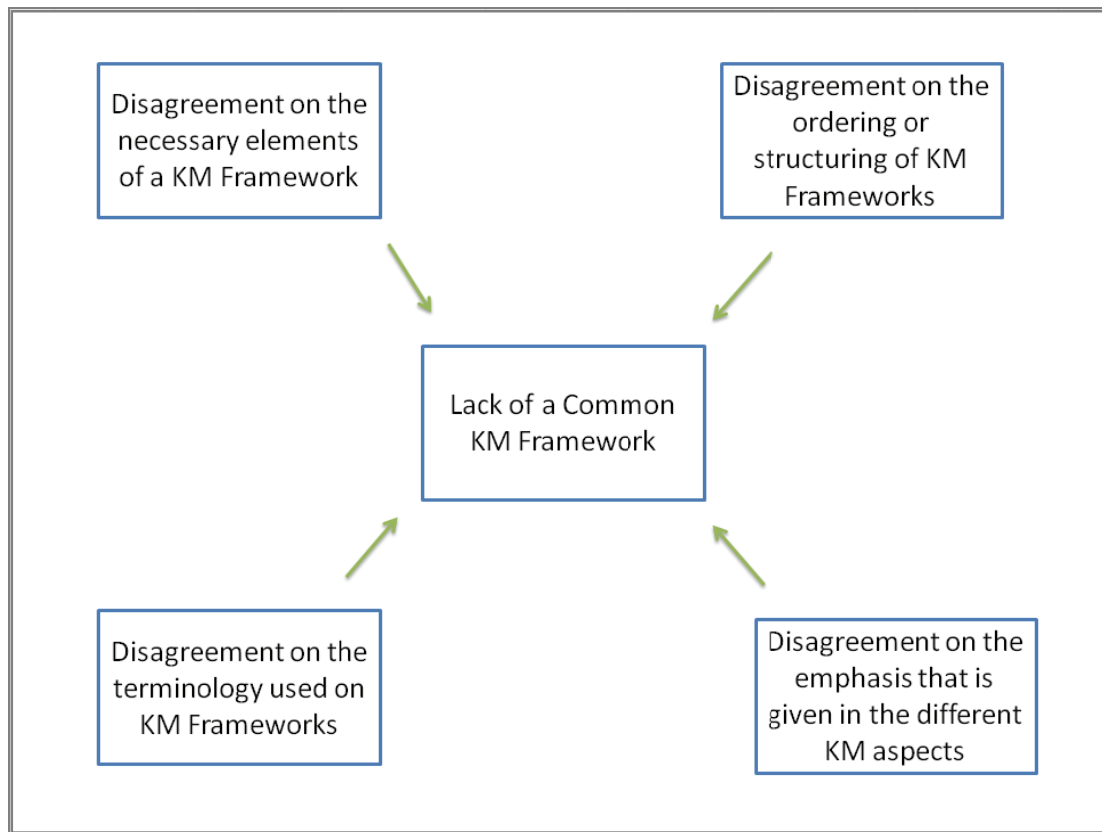 Disagreement on the
necessary elements
of a KM Framework
Disagreement on the
ordering or
structuring of KM
Frameworks
Lack of a Common
KM Framework
Disagreement on the
terminology used on
KM Frameworks
Disagreement on the
emphasis that is
given in the different
KM aspects